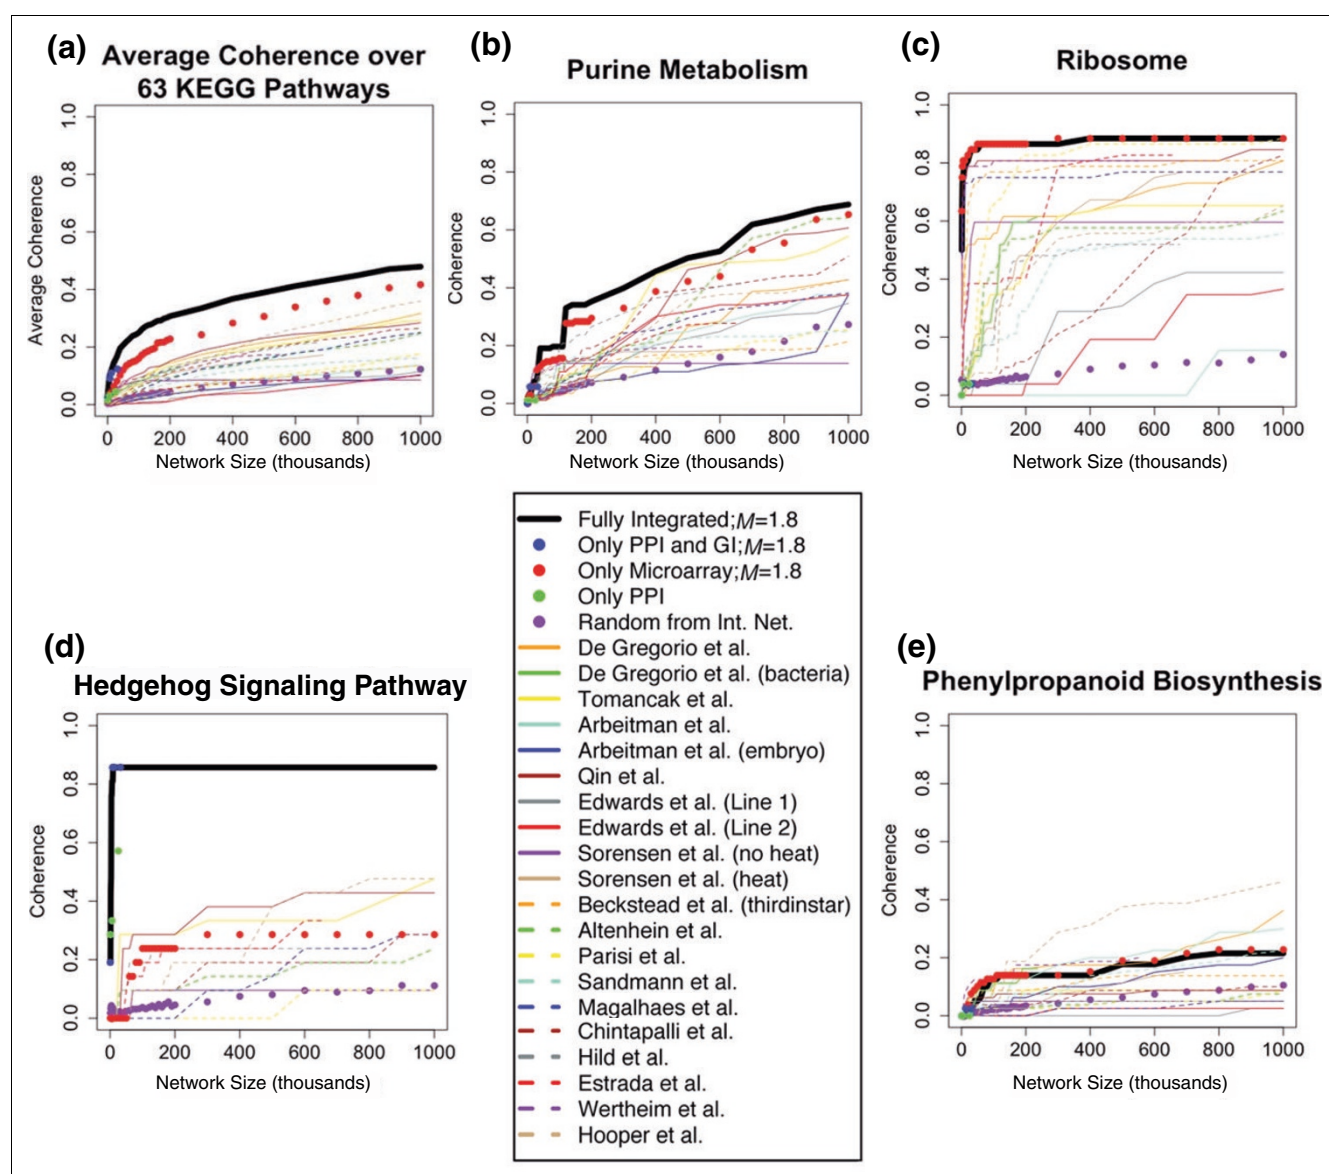 (a)
Average Coherence over
63 KEGG Pathways
Average Coherence
1.0
0.8
0.6
0.4
0.2
0.0
0 200 400 600 800 1000
Network Size (thousands)
(b)
Purine Metabolism
Coherence
1.0
0.8
0.6
0.4
0.2
0.0
0 200 400 600 800 1000
Network Size (thousands)
(c)
Ribosome
Coherence
1.0
0.8
0.6
0.4
0.2
0.0
0 200 400 600 800 1000
Network Size (thousands)
Fully Integrated;M=1.8
Only PPI and GI;M=1.8
Only Microarray;M=1.8
Only PPI
Random from Int. Net.
De Gregorio et al.
De Gregorio et al. (bacteria)
Tomancak et al.
Arbeitman et al.
Arbeitman et al. (embryo)
Qin et al.
Edwards et al. (Line 1)
Edwards et al. (Line 2)
Sorensen et al. (no heat)
Sorensen et al. (heat)
Beckstead et al. (thirdinstar)
Altenhein et al.
Parisi et al.
Sandmann et al.
Magalhaes et al.
Chintapalli et al.
Hild et al.
Estrada et al.
Wertheim et al.
Hooper et al.
(d)
Hedgehog Signaling Pathway
Coherence
1.0
0.8
0.6
0.4
0.2
0.0
0 200 400 600 800 1000
Network Size (thousands)
(e)
Phenylpropanoid Biosynthesis
Coherence
1.0
0.8
0.6
0.4
0.2
0.0
0 200 400 600 800 1000
Network Size (thousands)